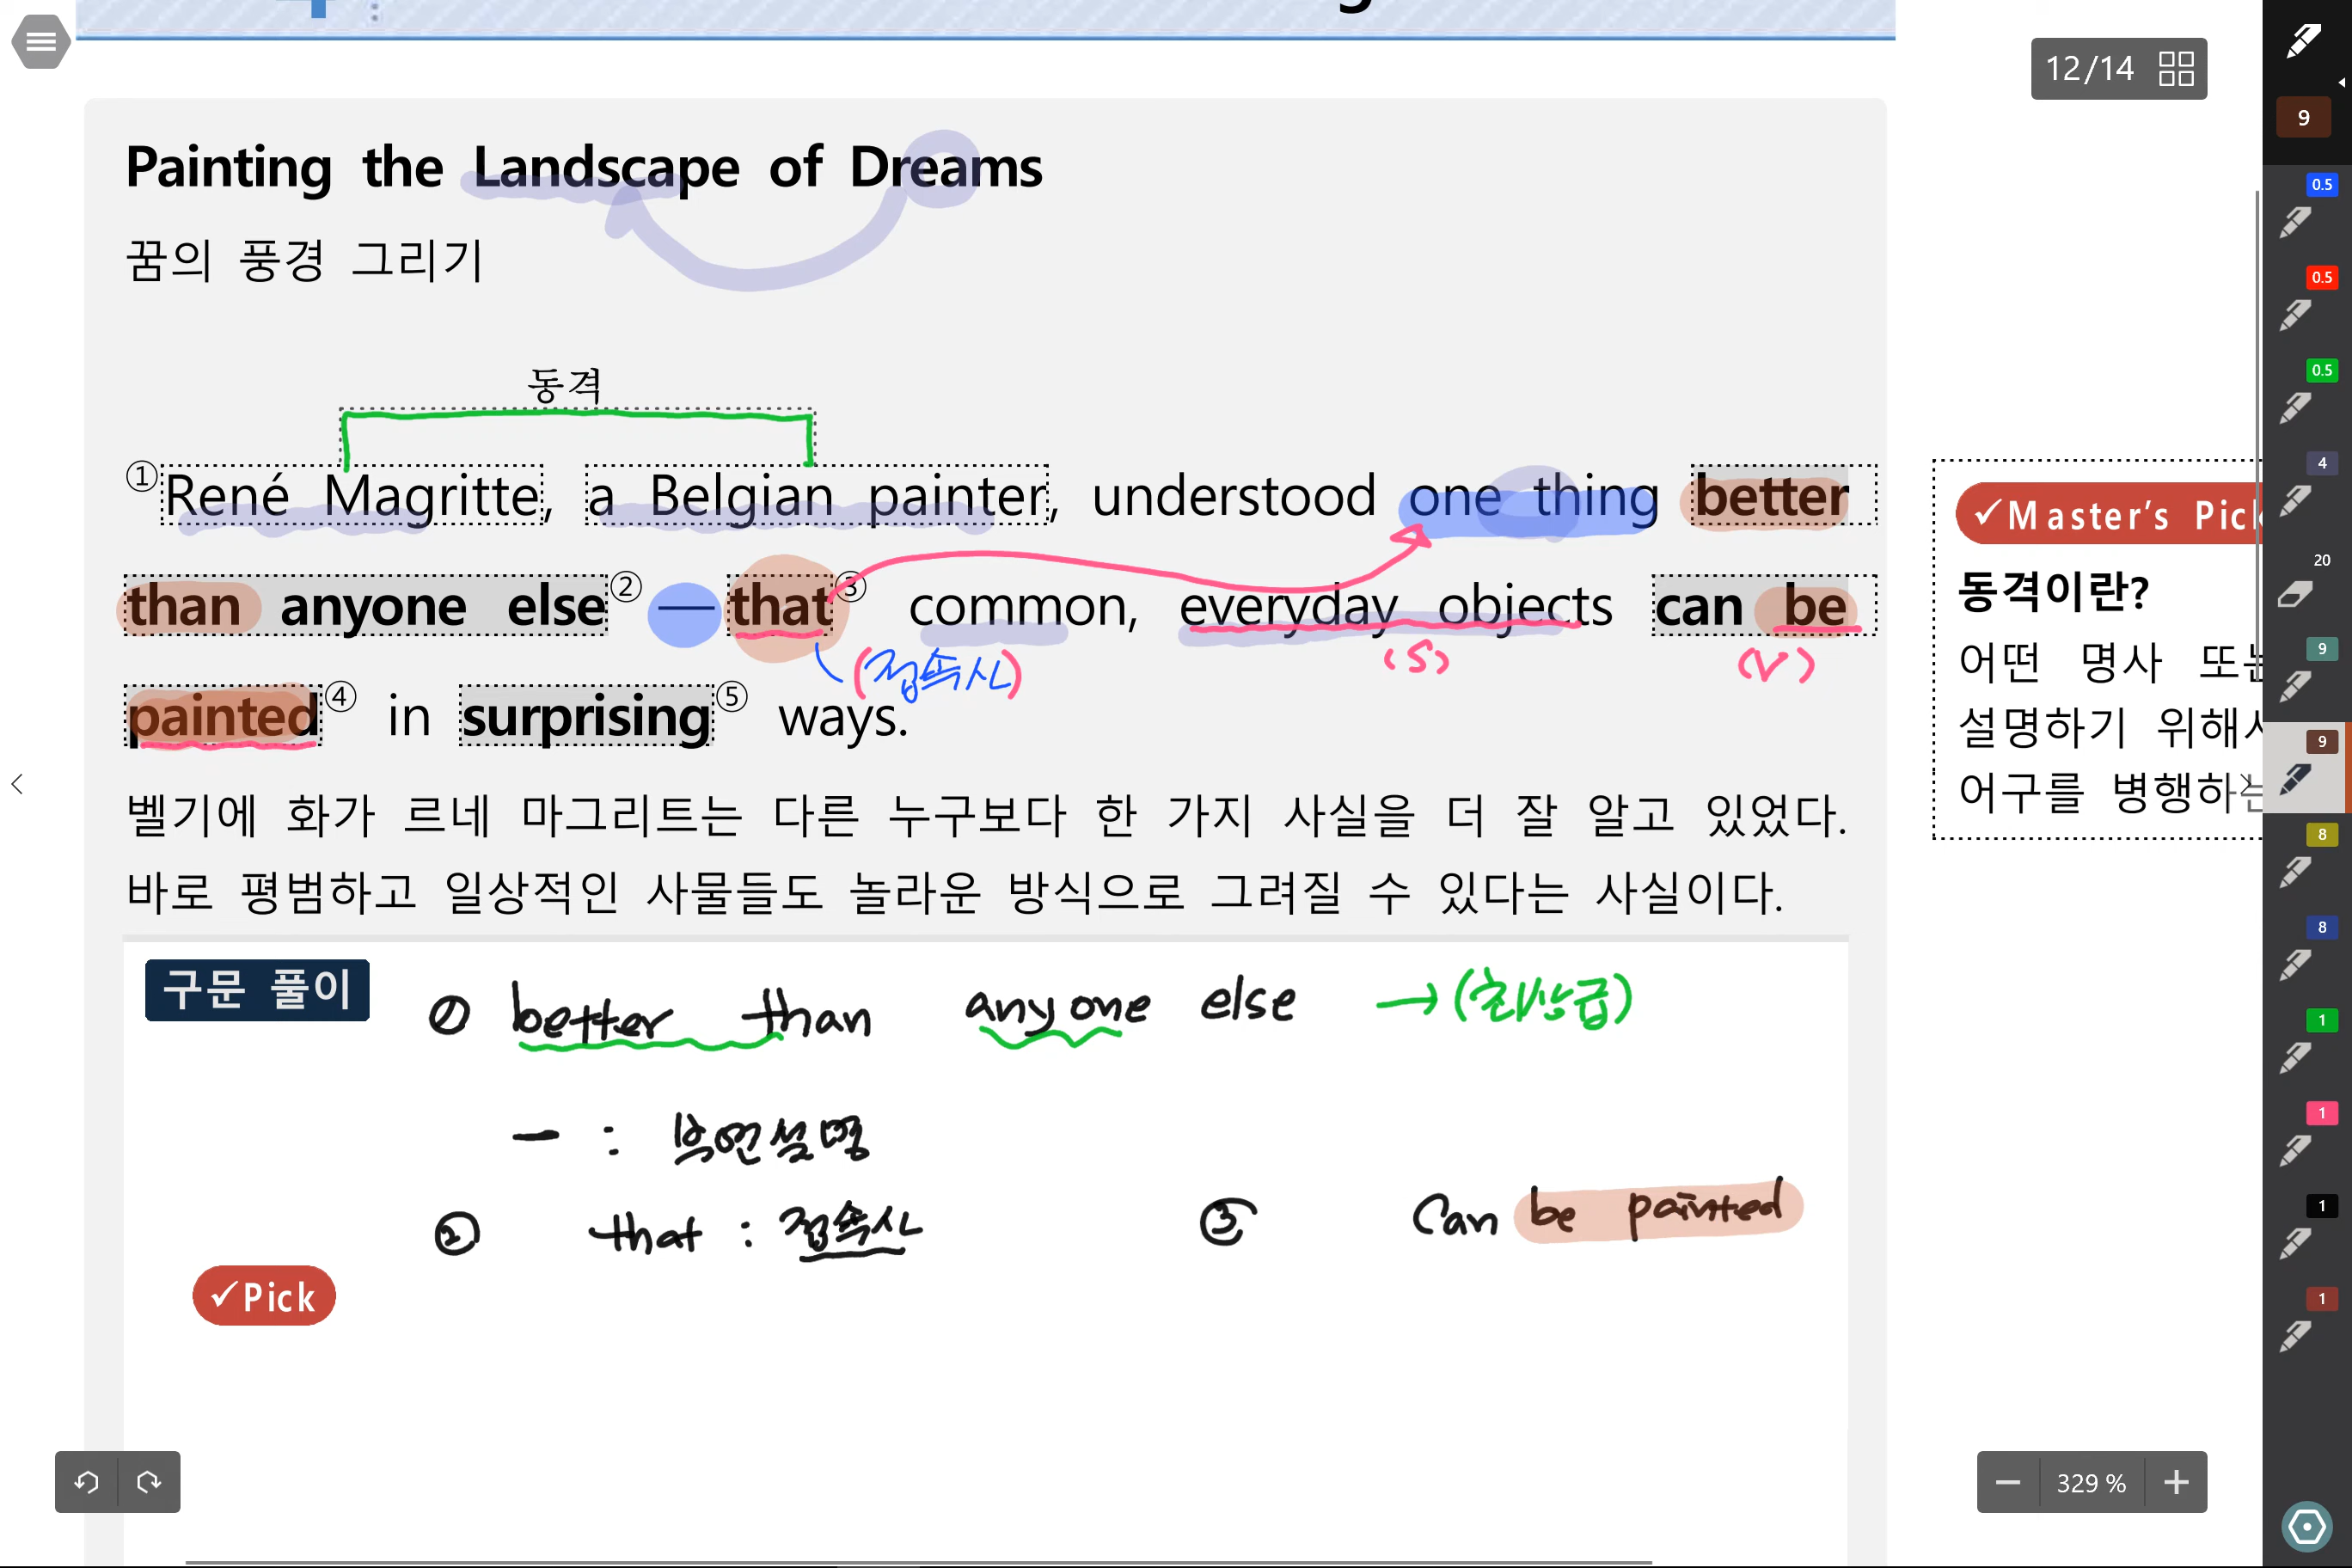 12/14
Painting the Landscape of Dreams
꿈의 풍경 그리기
동격
①René Magritte, a Belgian painter, understood one thing better
than anyone else② — that③ common, everyday objects can be
(접속사) (S) (V)
painted④ in surprising⑤ ways.
벨기에 화가 르네 마그리트는 다른 누구보다 한 가지 사실을 더 잘 알고 있었다.
바로 평범하고 일상적인 사물들도 놀라운 방식으로 그려질 수 있다는 사실이다.
✓Master's Pic
동격이란?
어떤 명사 또는
설명하기 위해서
어구를 병행하는
구문 풀이
① better than anyone else → (최상급)
— : 보연설명
② that : 접속사 ③ Can be painted
✓Pick
329 %
9
0.5
0.5
0.5
4
20
9
9
8
8
1
1
1
1